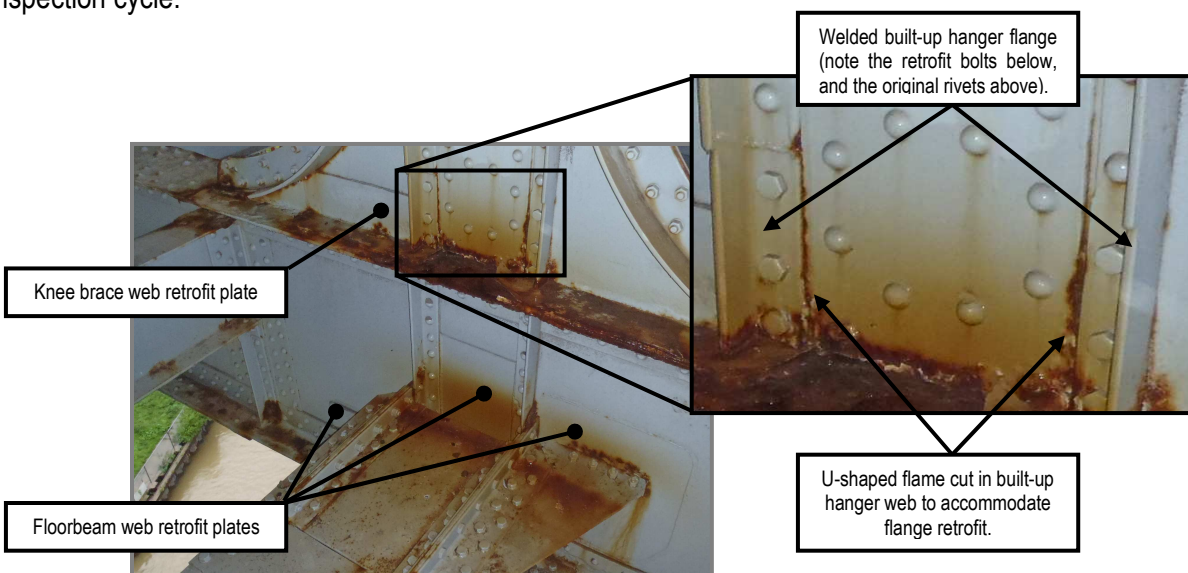 nspection cycle.
Welded built-up hanger flange
(note the retrofit bolts below,
and the original rivets above).
Knee brace web retrofit plate
Floorbeam web retrofit plates
U-shaped flame cut in built-up
hanger web to accommodate
flange retrofit.